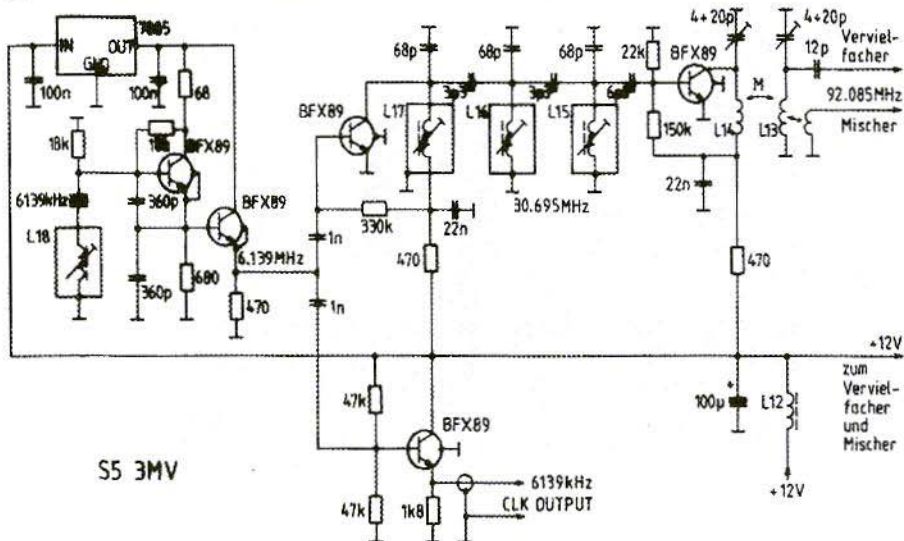 7805
IN
OUT
GND
100n
100n
68
18k
BFX89
6139kHz
L18
360p
360p
680
BFX89
6.139MHz
470
BFX89
1n
1n
330k
68p
68p
68p
L17
L16
L15
22n
470
30.695MHz
22k
BFX89
150k
22n
4÷20p
4÷20p
12p
L14
M
L13
Vervielfacher
92.085MHz
Mischer
470
+12V
zum
Verviel-
facher
und
Mischer
100µ
+
L12
+12V
47k
47k
BFX89
1k8
6139kHz
CLK OUTPUT
S5 3MV